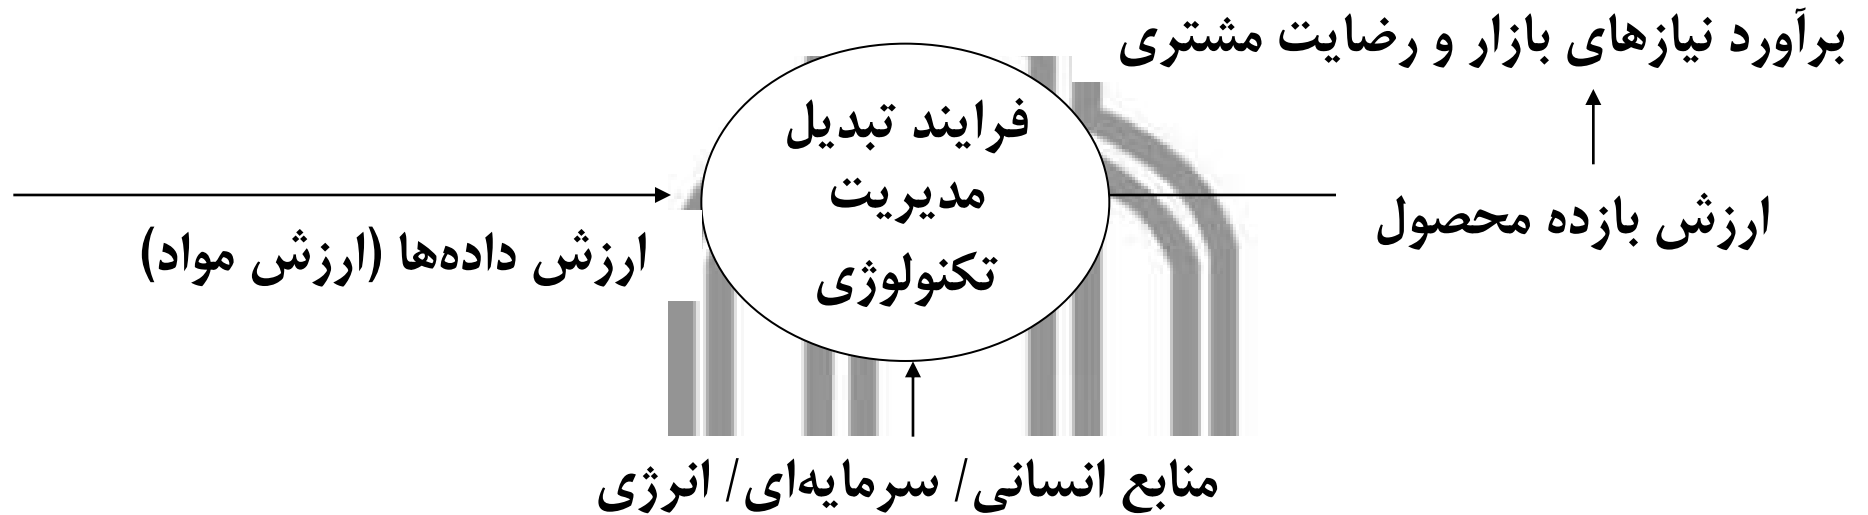 برآورد نیازهای بازار و رضایت مشتری
فرایند تبدیل
مدیریت
تکنولوژی
ارزش بازده محصول
ارزش داده‌ها (ارزش مواد)
منابع انسانی/ سرمایه‌ای/ انرژی